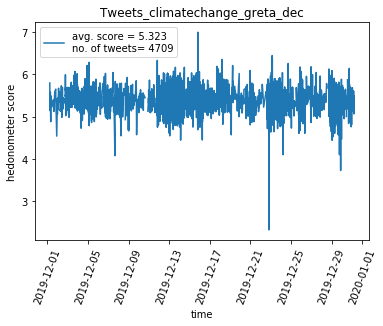 Tweets_climatechange_greta_dec
avg. score = 5.323
no. of tweets= 4709
7
6
5
4
3
hedonometer score
2019-12-01
2019-12-05
2019-12-09
2019-12-13
2019-12-17
2019-12-21
2019-12-25
2019-12-29
2020-01-01
time